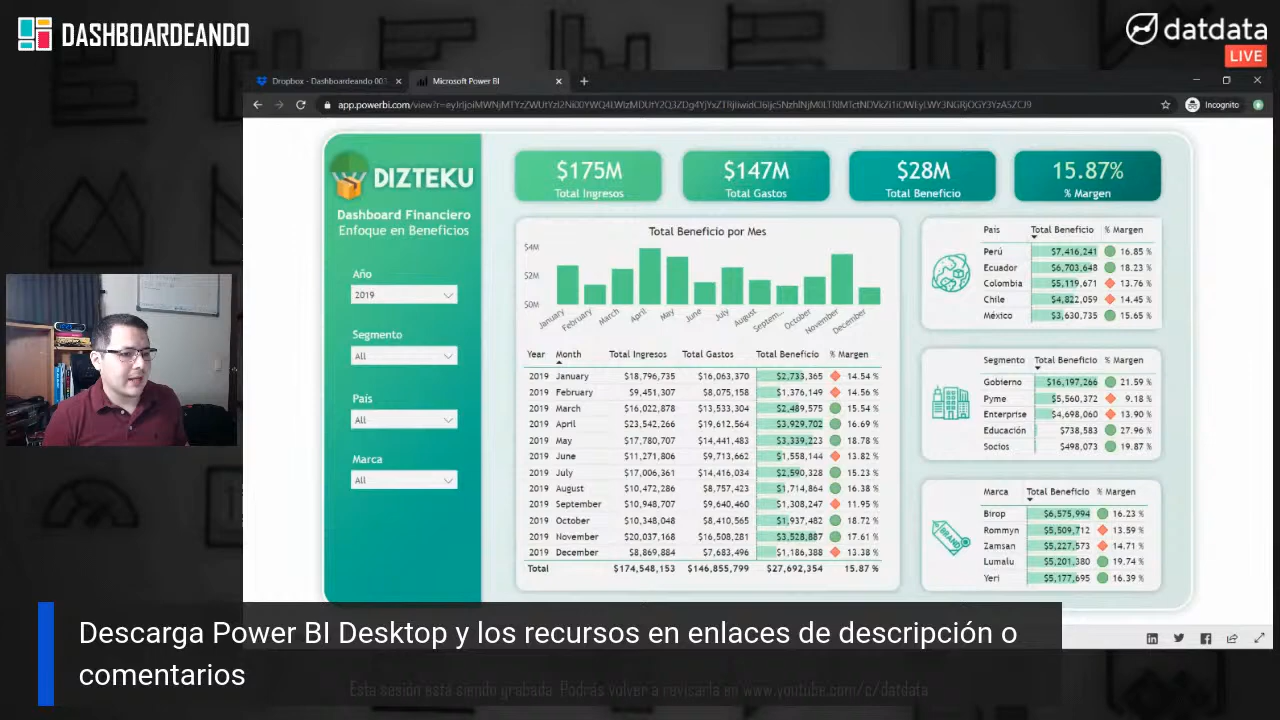 DASHBOARDEANDO
datdata
LIVE
Dropbox - Dashboardeando 003
Microsoft Power BI
Incognito
DIZTEKU
Dashboard Financiero
Enfoque en Beneficios
Año
2019
Segmento
All
País
All
Marca
All
$175M
Total Ingresos
$147M
Total Gastos
$28M
Total Beneficio
15.87%
% Margen
Total Beneficio por Mes
$4M
$2M
$0M
January February March April May June July August Septem... October November December
Year Month Total Ingresos Total Gastos Total Beneficio % Margen
2019 January $18,796,735 $16,063,370 $2,733,365 14.54 %
2019 February $9,451,307 $8,075,158 $1,376,149 14.56 %
2019 March $16,022,878 $13,533,304 $2,489,575 15.54 %
2019 April $23,542,266 $19,612,564 $3,929,702 16.69 %
2019 May $17,780,707 $14,441,483 $3,339,223 18.78 %
2019 June $11,271,806 $9,713,662 $1,558,144 13.82 %
2019 July $17,006,361 $14,416,034 $2,590,328 15.23 %
2019 August $10,472,286 $8,757,423 $1,714,864 16.38 %
2019 September $10,948,707 $9,640,460 $1,308,247 11.95 %
2019 October $10,348,048 $8,410,565 $1,937,482 18.72 %
2019 November $20,037,168 $16,508,281 $3,528,887 17.61 %
2019 December $8,869,884 $7,683,496 $1,186,388 13.38 %
Total $174,548,153 $146,855,799 $27,692,354 15.87 %
País Total Beneficio % Margen
Perú $7,416,241 16.85 %
Ecuador $6,703,648 18.23 %
Colombia $5,119,671 13.76 %
Chile $4,822,059 14.45 %
México $3,630,735 15.65 %
Segmento Total Beneficio % Margen
Gobierno $16,197,266 21.59 %
Pyme $5,560,372 9.18 %
Enterprise $4,698,060 13.90 %
Educación $738,583 27.96 %
Socios $498,073 19.87 %
BRAND
Marca Total Beneficio % Margen
Birop $6,575,994 16.23 %
Rommyn $5,509,712 13.59 %
Zamsan $5,227,573 14.71 %
Lumalu $5,201,380 19.74 %
Yeri $5,177,695 16.39 %
Descarga Power BI Desktop y los recursos en enlaces de descripción o
comentarios
Esta sesión está siendo grabada. Podrás volver a revisarla en www.youtube.com/c/datdata